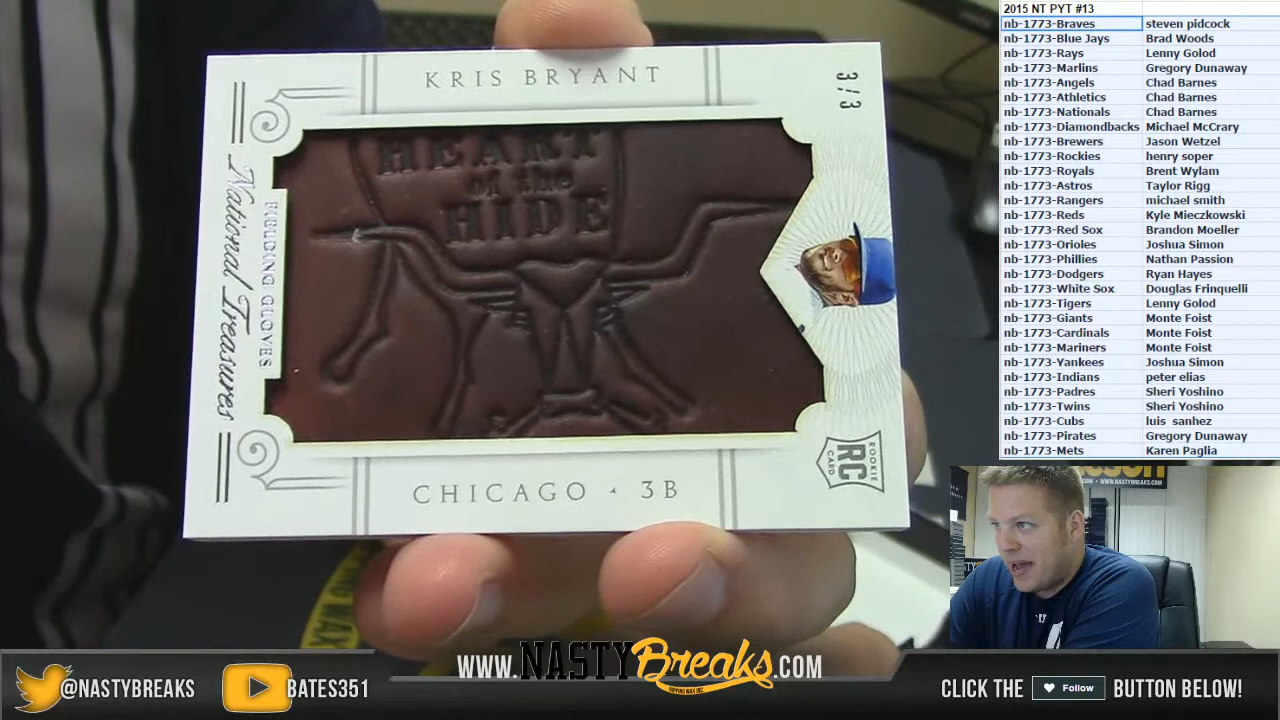 KRIS BRYANT
3/3
HEART
of the
HIDE
National Treasures
FIELDING GLOVES
CHICAGO · 3B
RC
ROOKIE
CARD
2015 NT PYT #13
nb-1773-Braves steven pidcock
nb-1773-Blue Jays Brad Woods
nb-1773-Rays Lenny Golod
nb-1773-Marlins Gregory Dunaway
nb-1773-Angels Chad Barnes
nb-1773-Athletics Chad Barnes
nb-1773-Nationals Chad Barnes
nb-1773-Diamondbacks Michael McCrary
nb-1773-Brewers Jason Wetzel
nb-1773-Rockies henry soper
nb-1773-Royals Brent Wylam
nb-1773-Astros Taylor Rigg
nb-1773-Rangers michael smith
nb-1773-Reds Kyle Mieczkowski
nb-1773-Red Sox Brandon Moeller
nb-1773-Orioles Joshua Simon
nb-1773-Phillies Nathan Passion
nb-1773-Dodgers Ryan Hayes
nb-1773-White Sox Douglas Frinquelli
nb-1773-Tigers Lenny Golod
nb-1773-Giants Monte Foist
nb-1773-Cardinals Monte Foist
nb-1773-Mariners Monte Foist
nb-1773-Yankees Joshua Simon
nb-1773-Indians peter elias
nb-1773-Padres Sheri Yoshino
nb-1773-Twins Sheri Yoshino
nb-1773-Cubs luis sanhez
nb-1773-Pirates Gregory Dunaway
nb-1773-Mets Karen Paglia
@NASTYBREAKS
BATES351
WWW.NASTYBreaks.COM
RIPPING WAX INC.
CLICK THE Follow BUTTON BELOW!